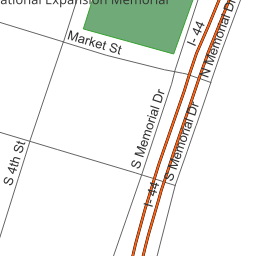 ational Expansion Memorial
Market St
I- 44
N Memorial Dr
S Memorial Dr
S Memorial Dr
S 4th St
I- 44